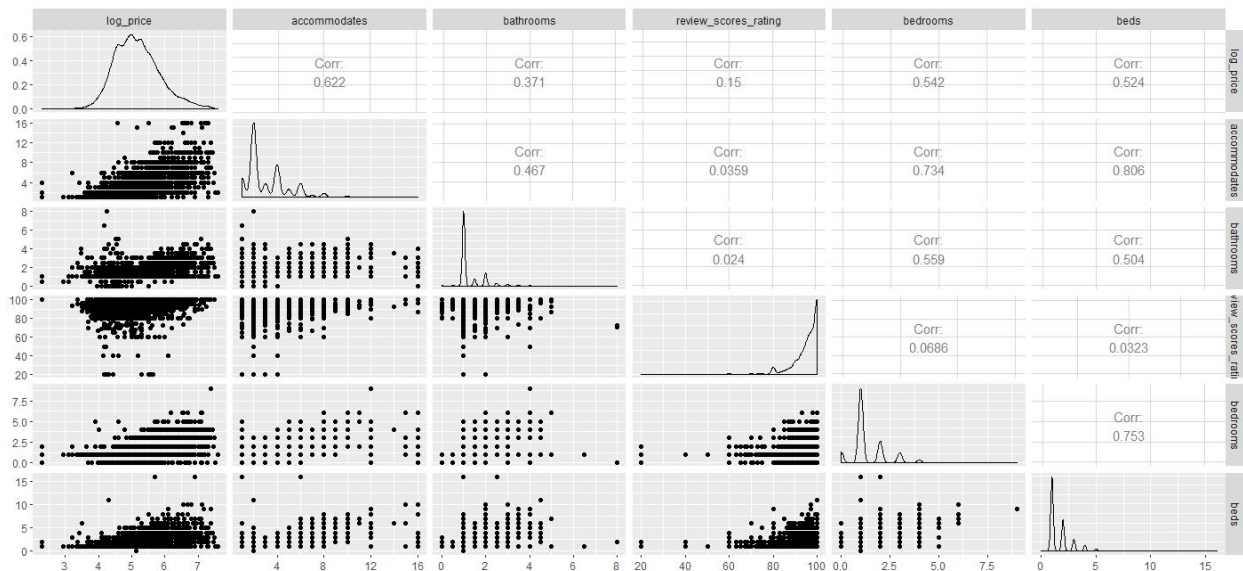 log_price accommodates bathrooms review_scores_rating bedrooms beds
0.6
0.4
0.2
0.0
Corr:
0.622
Corr:
0.371
Corr:
0.15
Corr:
0.542
Corr:
0.524
log_price
16
12
8
4
Corr:
0.467
Corr:
0.0359
Corr:
0.734
Corr:
0.806
accommodates
8
6
4
2
0
Corr:
0.024
Corr:
0.559
Corr:
0.504
bathrooms
100
80
60
40
20
Corr:
0.0686
Corr:
0.0323
view_scores_ratin
7.5
5.0
2.5
0.0
Corr:
0.753
bedrooms
15
10
5
0
beds
3 4 5 6 7
4 8 12 16
0 2 4 6 8
20 40 60 80 100
0.0 2.5 5.0 7.5
0 5 10 15